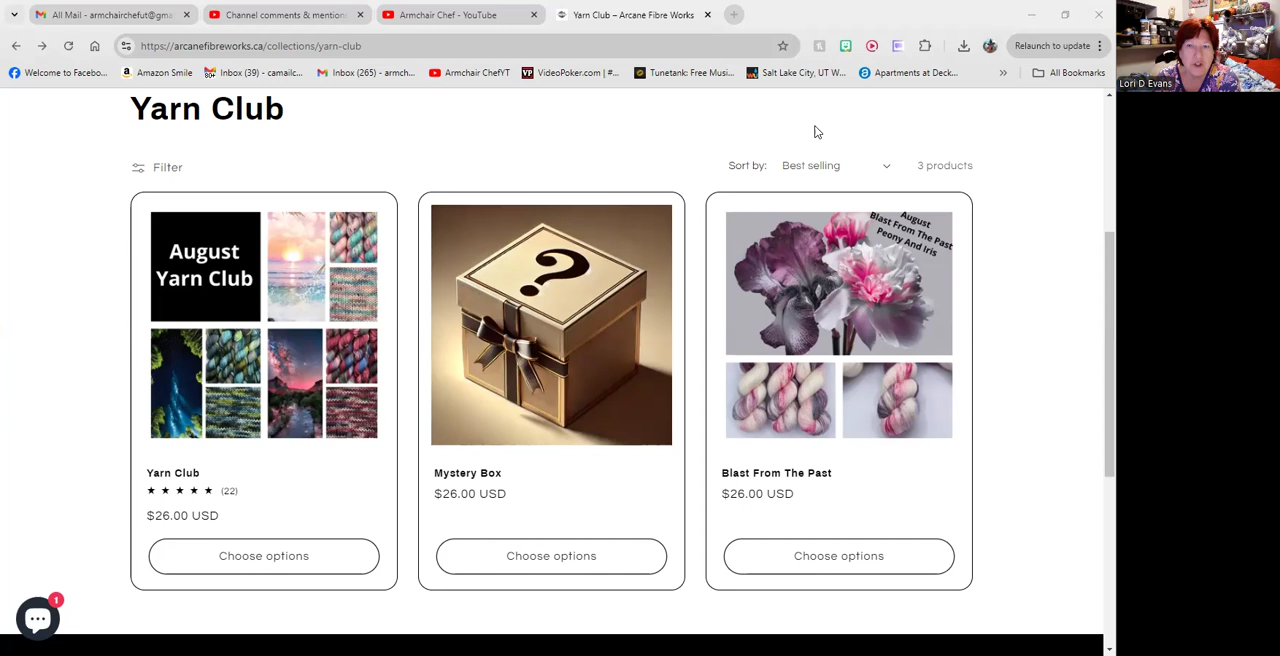 All Mail - armchairchefut@gma
Channel comments & mention
Armchair Chef - YouTube
Yarn Club – Arcane Fibre Works
https://arcanefibreworks.ca/collections/yarn-club
Relaunch to update
Welcome to Facebo...
Amazon Smile
Inbox (39) - camailc...
Inbox (265) - armch...
Armchair ChefYT
VideoPoker.com | #...
Tunetank: Free Musi...
Salt Lake City, UT W...
Apartments at Deck...
»
All Bookmarks
Lori D Evans
Yarn Club
Filter
Sort by:
Best selling
3 products
August
Yarn Club
?
August
Blast From The Past
Peony And Iris
Yarn Club
★ ★ ★ ★ ★ (22)
$26.00 USD
Choose options
Mystery Box
$26.00 USD
Choose options
Blast From The Past
$26.00 USD
Choose options
1